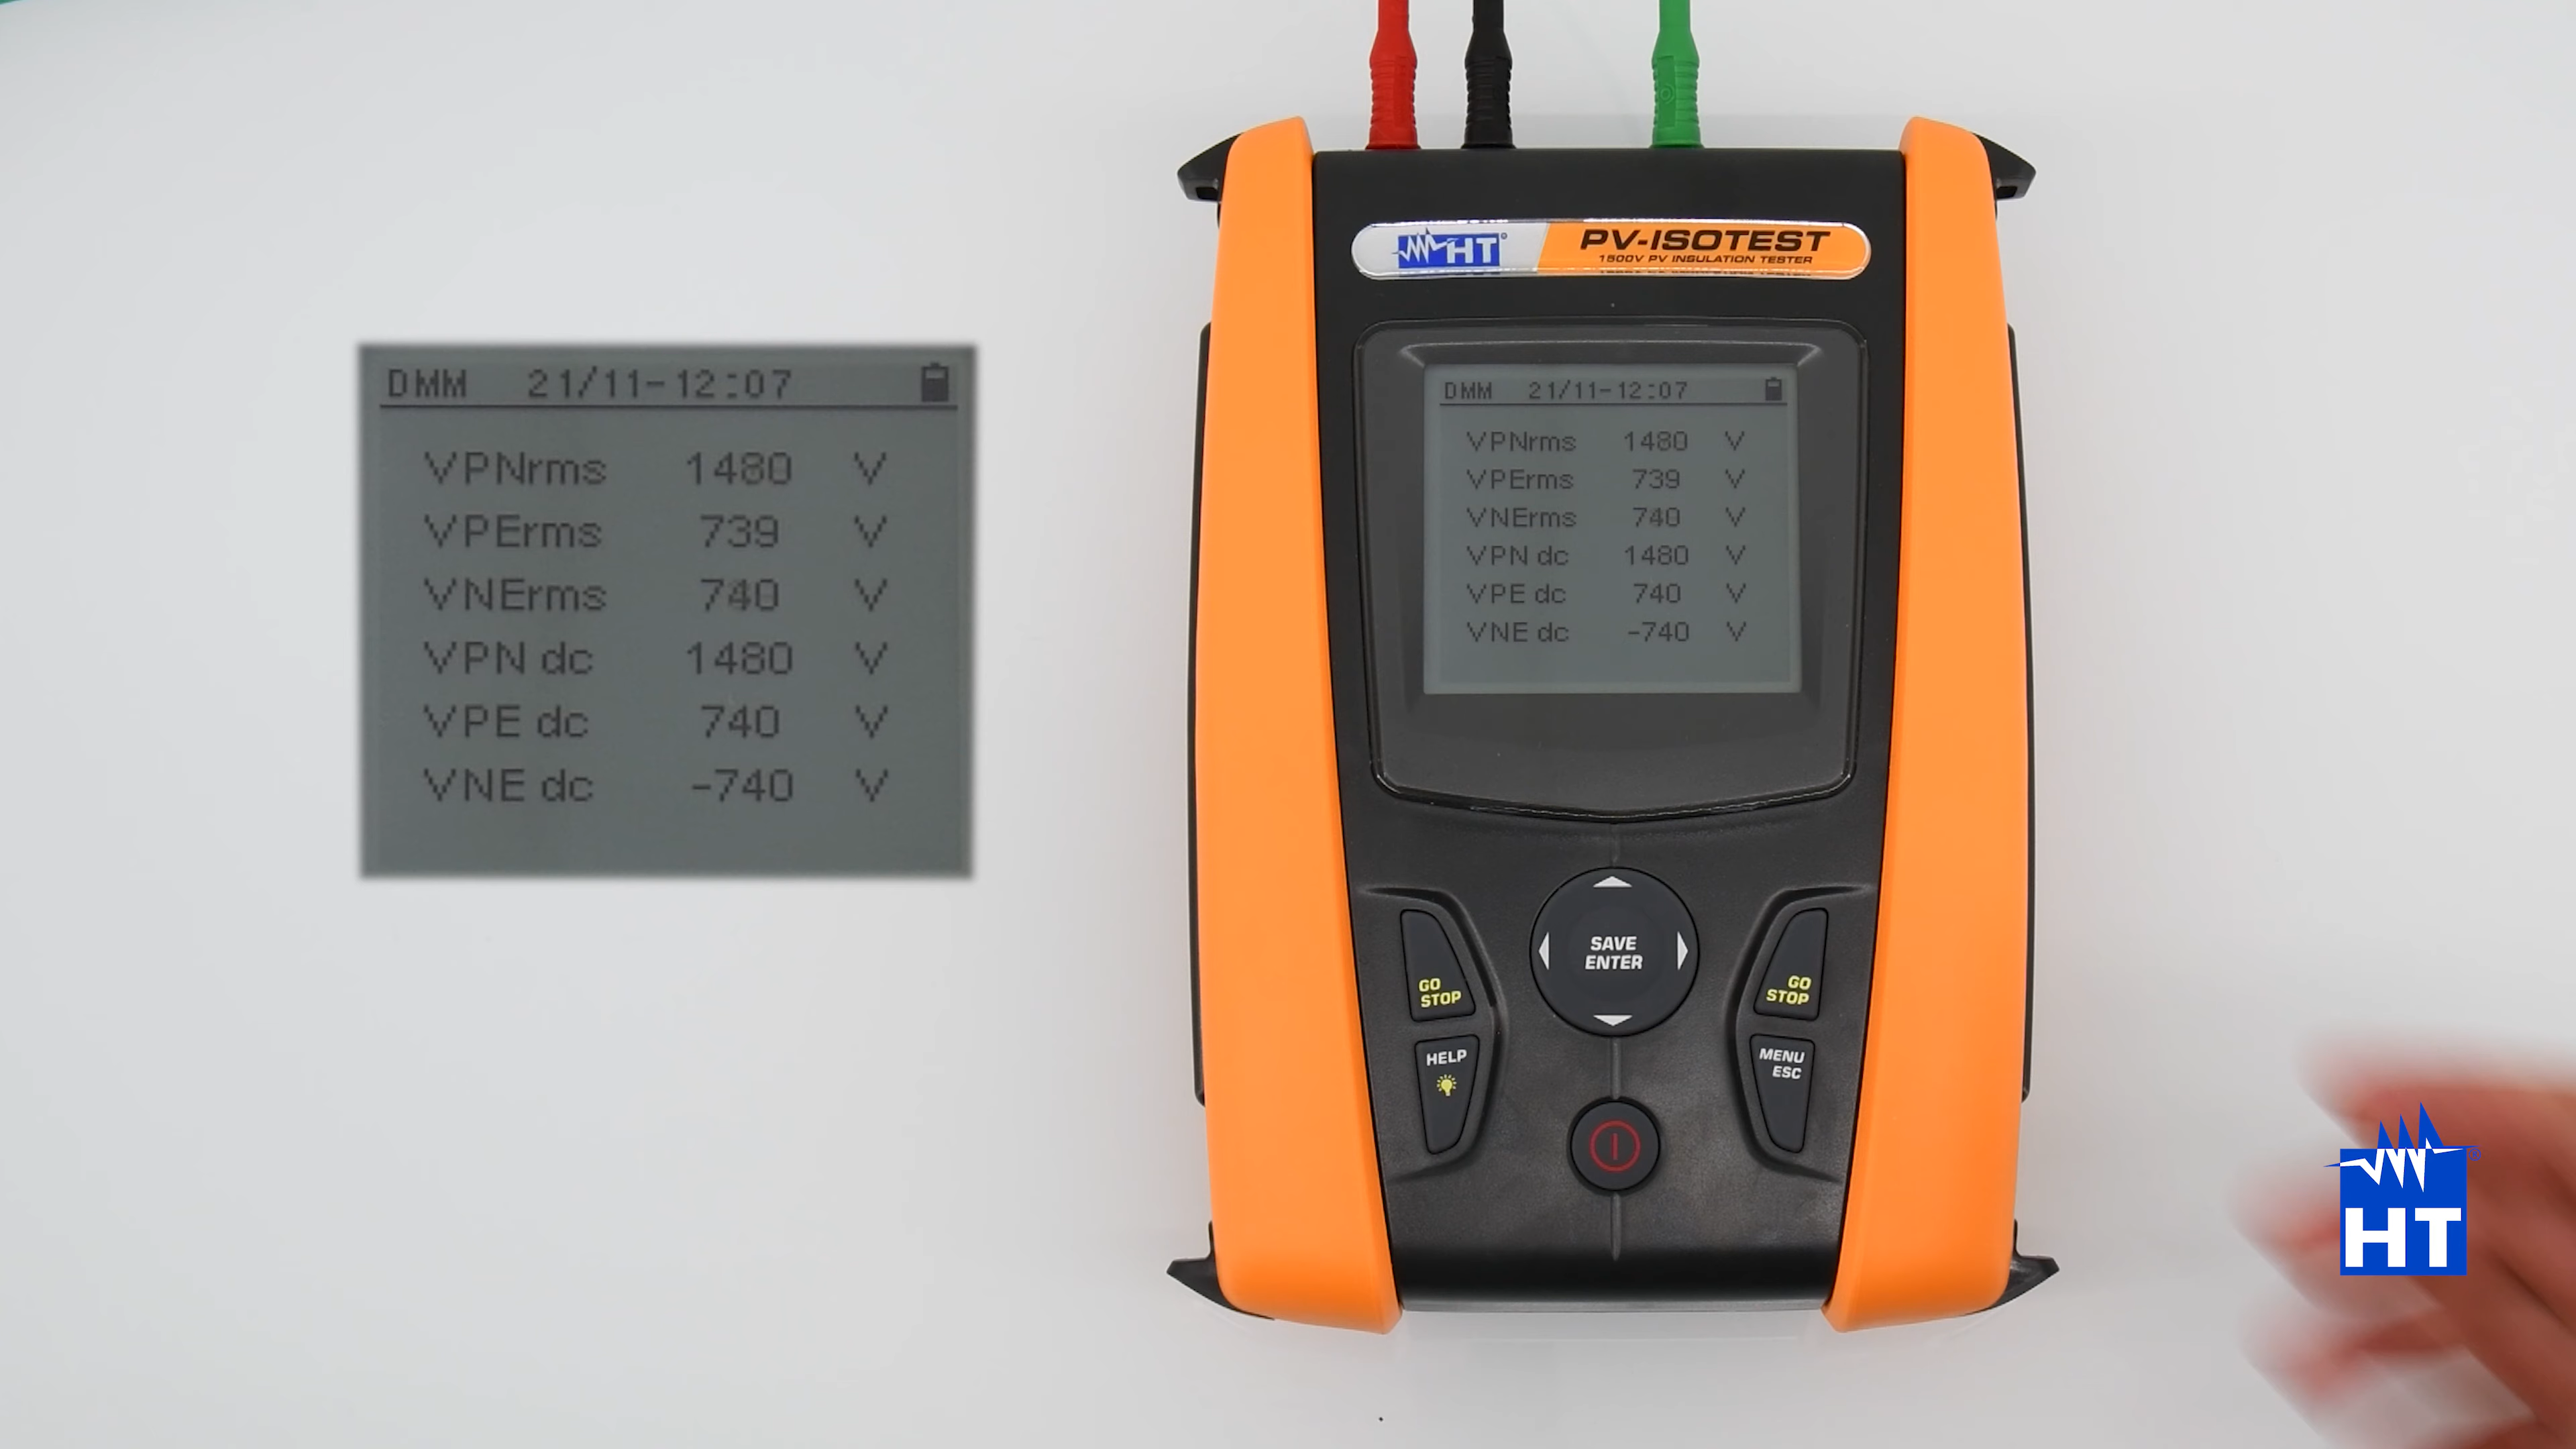 DMM 21/11-12:07
VPNrms 1480 V
VPErms 739 V
VNErms 740 V
VPN dc 1480 V
VPE dc 740 V
VNE dc -740 V
HT
PV-ISOTEST
1500V PV INSULATION TESTER
DMM 21/11-12:07
VPNrms 1480 V
VPErms 739 V
VNErms 740 V
VPN dc 1480 V
VPE dc 740 V
VNE dc -740 V
GO
STOP
SAVE
ENTER
GO
STOP
HELP
MENU
ESC
HT